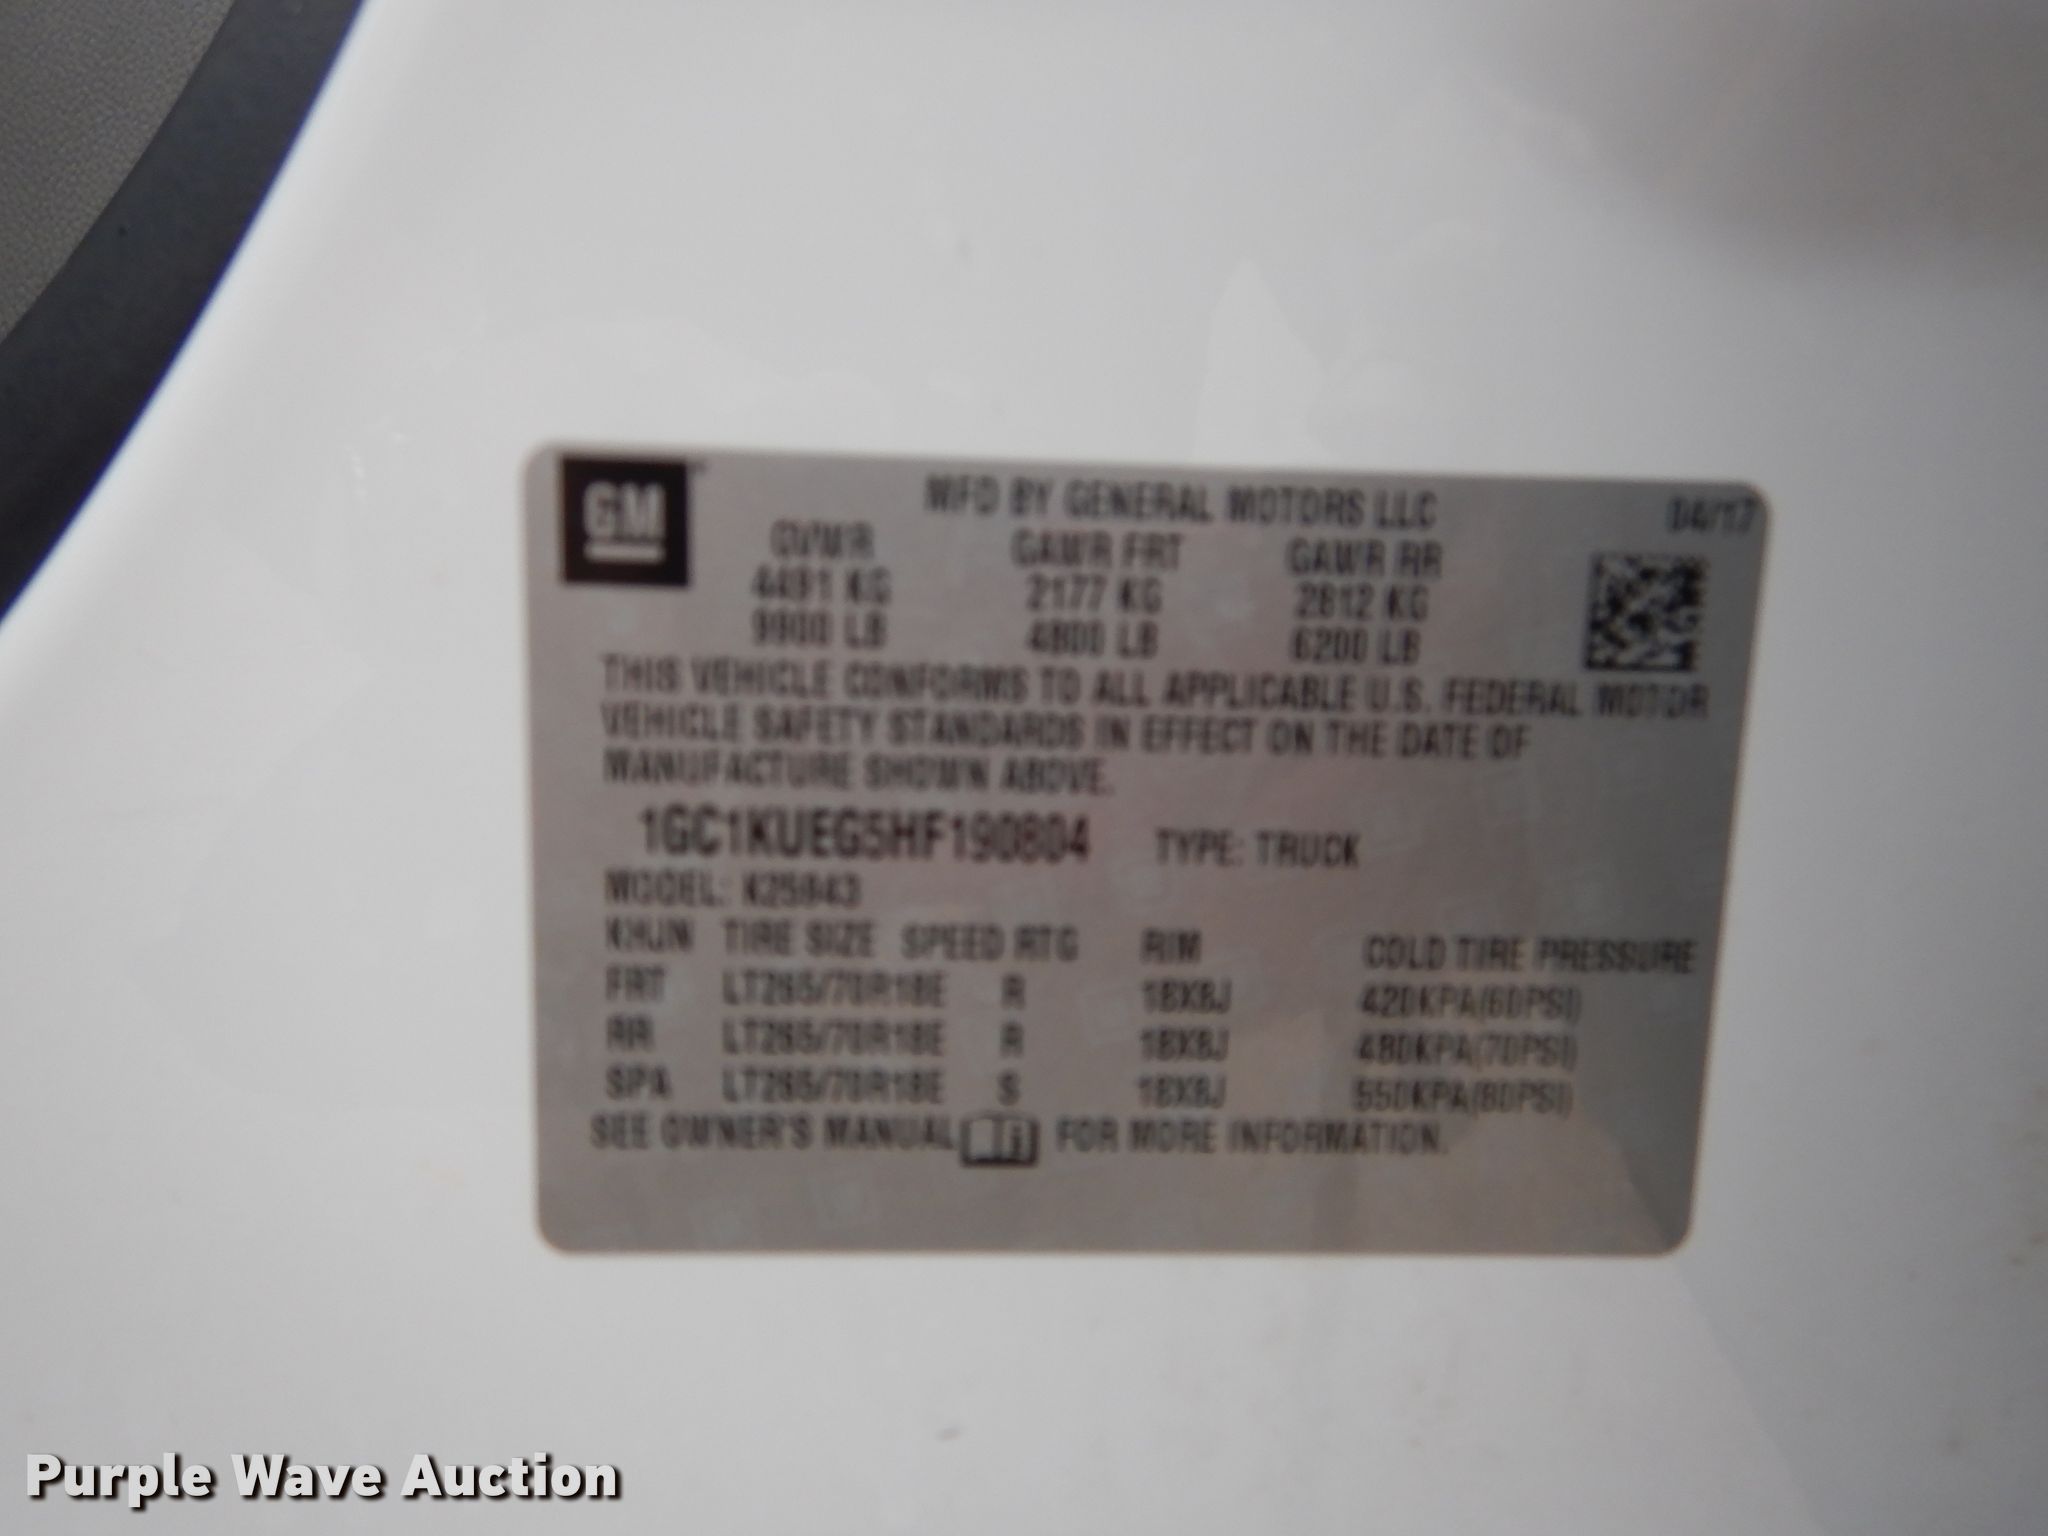 GM
MFD BY GENERAL MOTORS LLC 04/17
GVWR GAWR FRT GAWR RR
4491 KG 2177 KG 2812 KG
9900 LB 4800 LB 6200 LB
THIS VEHICLE CONFORMS TO ALL APPLICABLE U.S. FEDERAL MOTOR
VEHICLE SAFETY STANDARDS IN EFFECT ON THE DATE OF
MANUFACTURE SHOWN ABOVE.
1GC1KUEG5HF190804 TYPE: TRUCK
MODEL: K25943
KHUN TIRE SIZE SPEED RTG RIM COLD TIRE PRESSURE
FRT LT265/70R18E R 18X8J 420KPA(60PSI)
RR LT265/70R18E R 18X8J 480KPA(70PSI)
SPA LT265/70R18E S 18X8J 550KPA(80PSI)
SEE OWNER'S MANUAL FOR MORE INFORMATION.
Purple Wave Auction